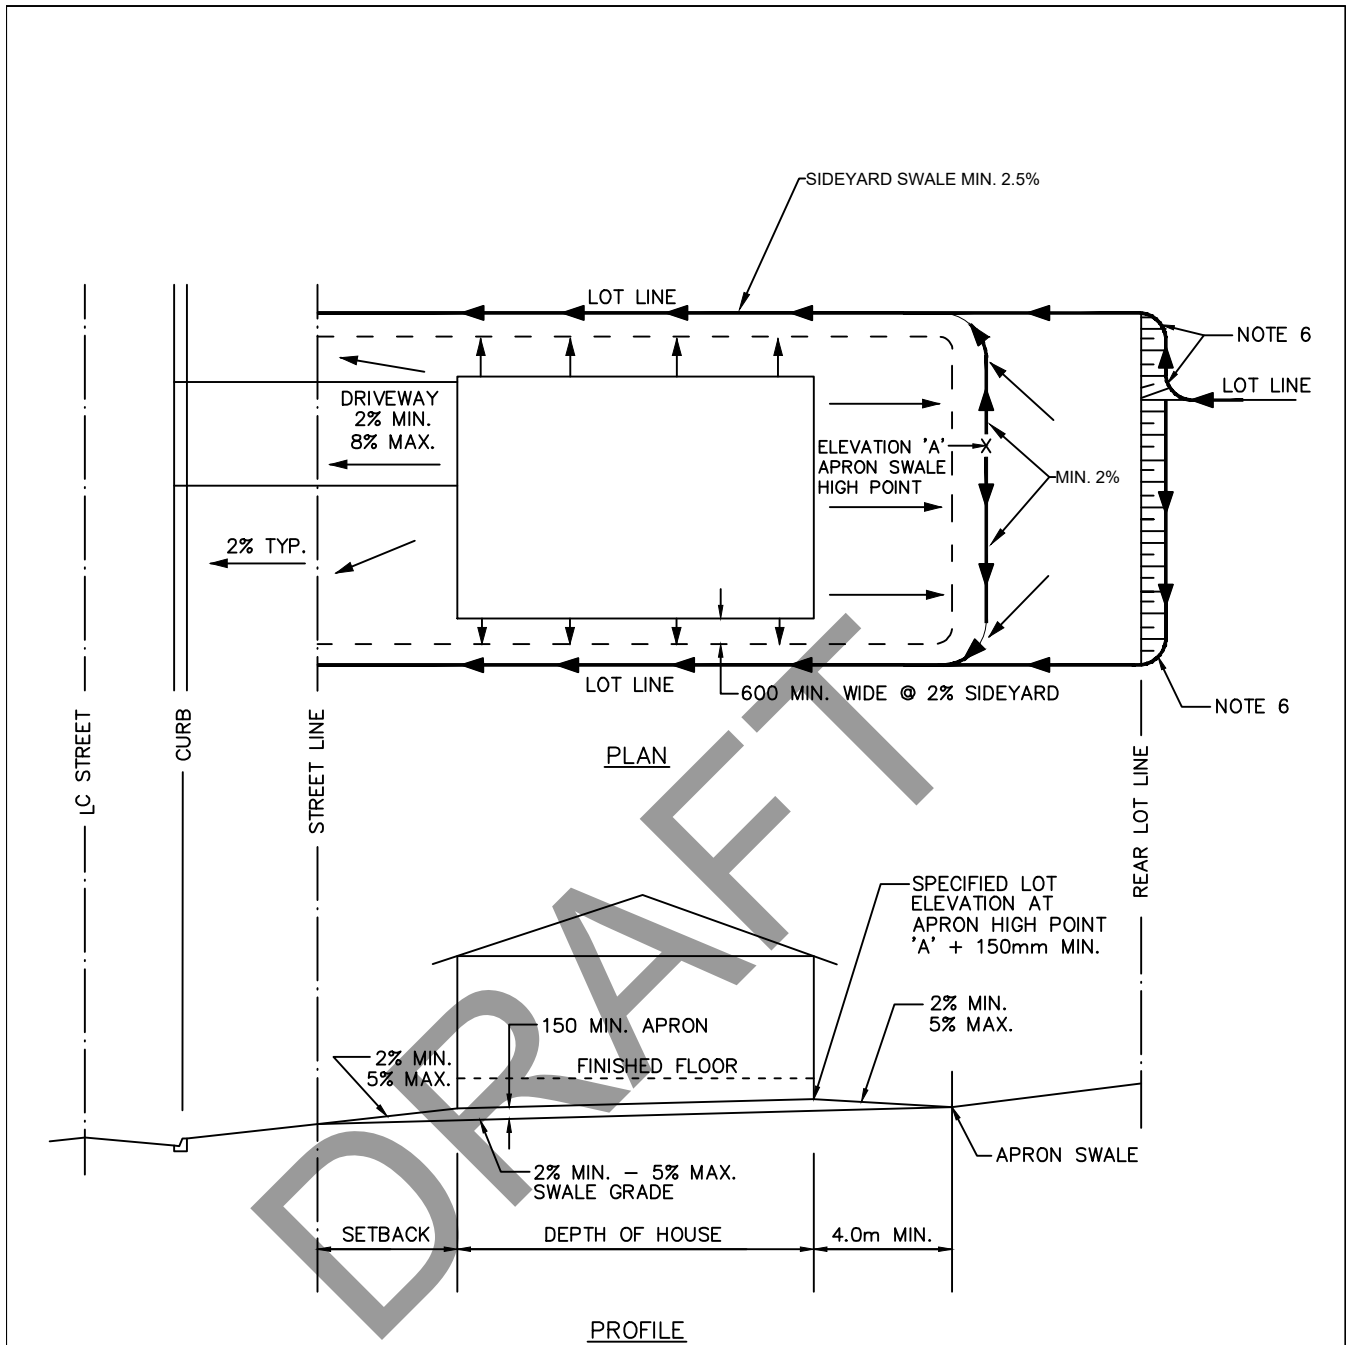 SIDEYARD SWALE MIN. 2.5%
LOT LINE
NOTE 6
LOT LINE
DRIVEWAY
2% MIN.
8% MAX.
ELEVATION 'A'
APRON SWALE
HIGH POINT
X
MIN. 2%
2% TYP.
LOT LINE
600 MIN. WIDE @ 2% SIDEYARD
NOTE 6
PLAN
LC STREET
CURB
STREET LINE
REAR LOT LINE
SPECIFIED LOT
ELEVATION AT
APRON HIGH POINT
'A' + 150mm MIN.
2% MIN.
5% MAX.
150 MIN. APRON
2% MIN.
5% MAX.
FINISHED FLOOR
APRON SWALE
2% MIN. – 5% MAX.
SWALE GRADE
SETBACK
DEPTH OF HOUSE
4.0m MIN.
PROFILE
DRAFT